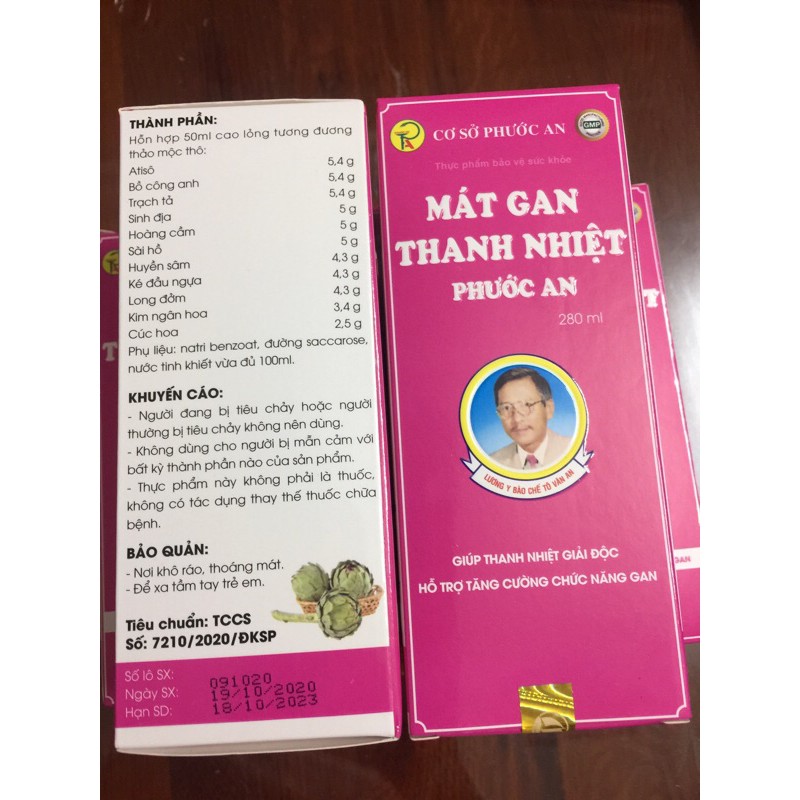 THÀNH PHẦN:
Hỗn hợp 50ml cao lỏng tương đương
thảo mộc thô:
Atisô 5,4 g
Bồ công anh 5,4 g
Trạch tả 5,4 g
Sinh địa 5 g
Hoàng cầm 5 g
Sài hồ 5 g
Huyền sâm 4,3 g
Ké đầu ngựa 4,3 g
Long đởm 4,3 g
Kim ngân hoa 3,4 g
Cúc hoa 2,5 g
Phụ liệu: natri benzoat, đường saccarose,
nước tinh khiết vừa đủ 100ml.
KHUYẾN CÁO:
- Người đang bị tiêu chảy hoặc người
thường bị tiêu chảy không nên dùng.
- Không dùng cho người bị mẫn cảm với
bất kỳ thành phần nào của sản phẩm.
- Thực phẩm này không phải là thuốc,
không có tác dụng thay thế thuốc chữa
bệnh.
BẢO QUẢN:
- Nơi khô ráo, thoáng mát.
- Để xa tầm tay trẻ em.
Tiêu chuẩn: TCCS
Số: 7210/2020/ĐKSP
Số lô SX: 091020
Ngày SX: 19/10/2020
Hạn SD: 18/10/2023
CƠ SỞ PHƯỚC AN
GMP
Thực phẩm bảo vệ sức khỏe
MÁT GAN
THANH NHIỆT
PHƯỚC AN
280 ml
LƯƠNG Y BÀO CHẾ TÔ VĂN AN
GIÚP THANH NHIỆT GIẢI ĐỘC
HỖ TRỢ TĂNG CƯỜNG CHỨC NĂNG GAN
GAN